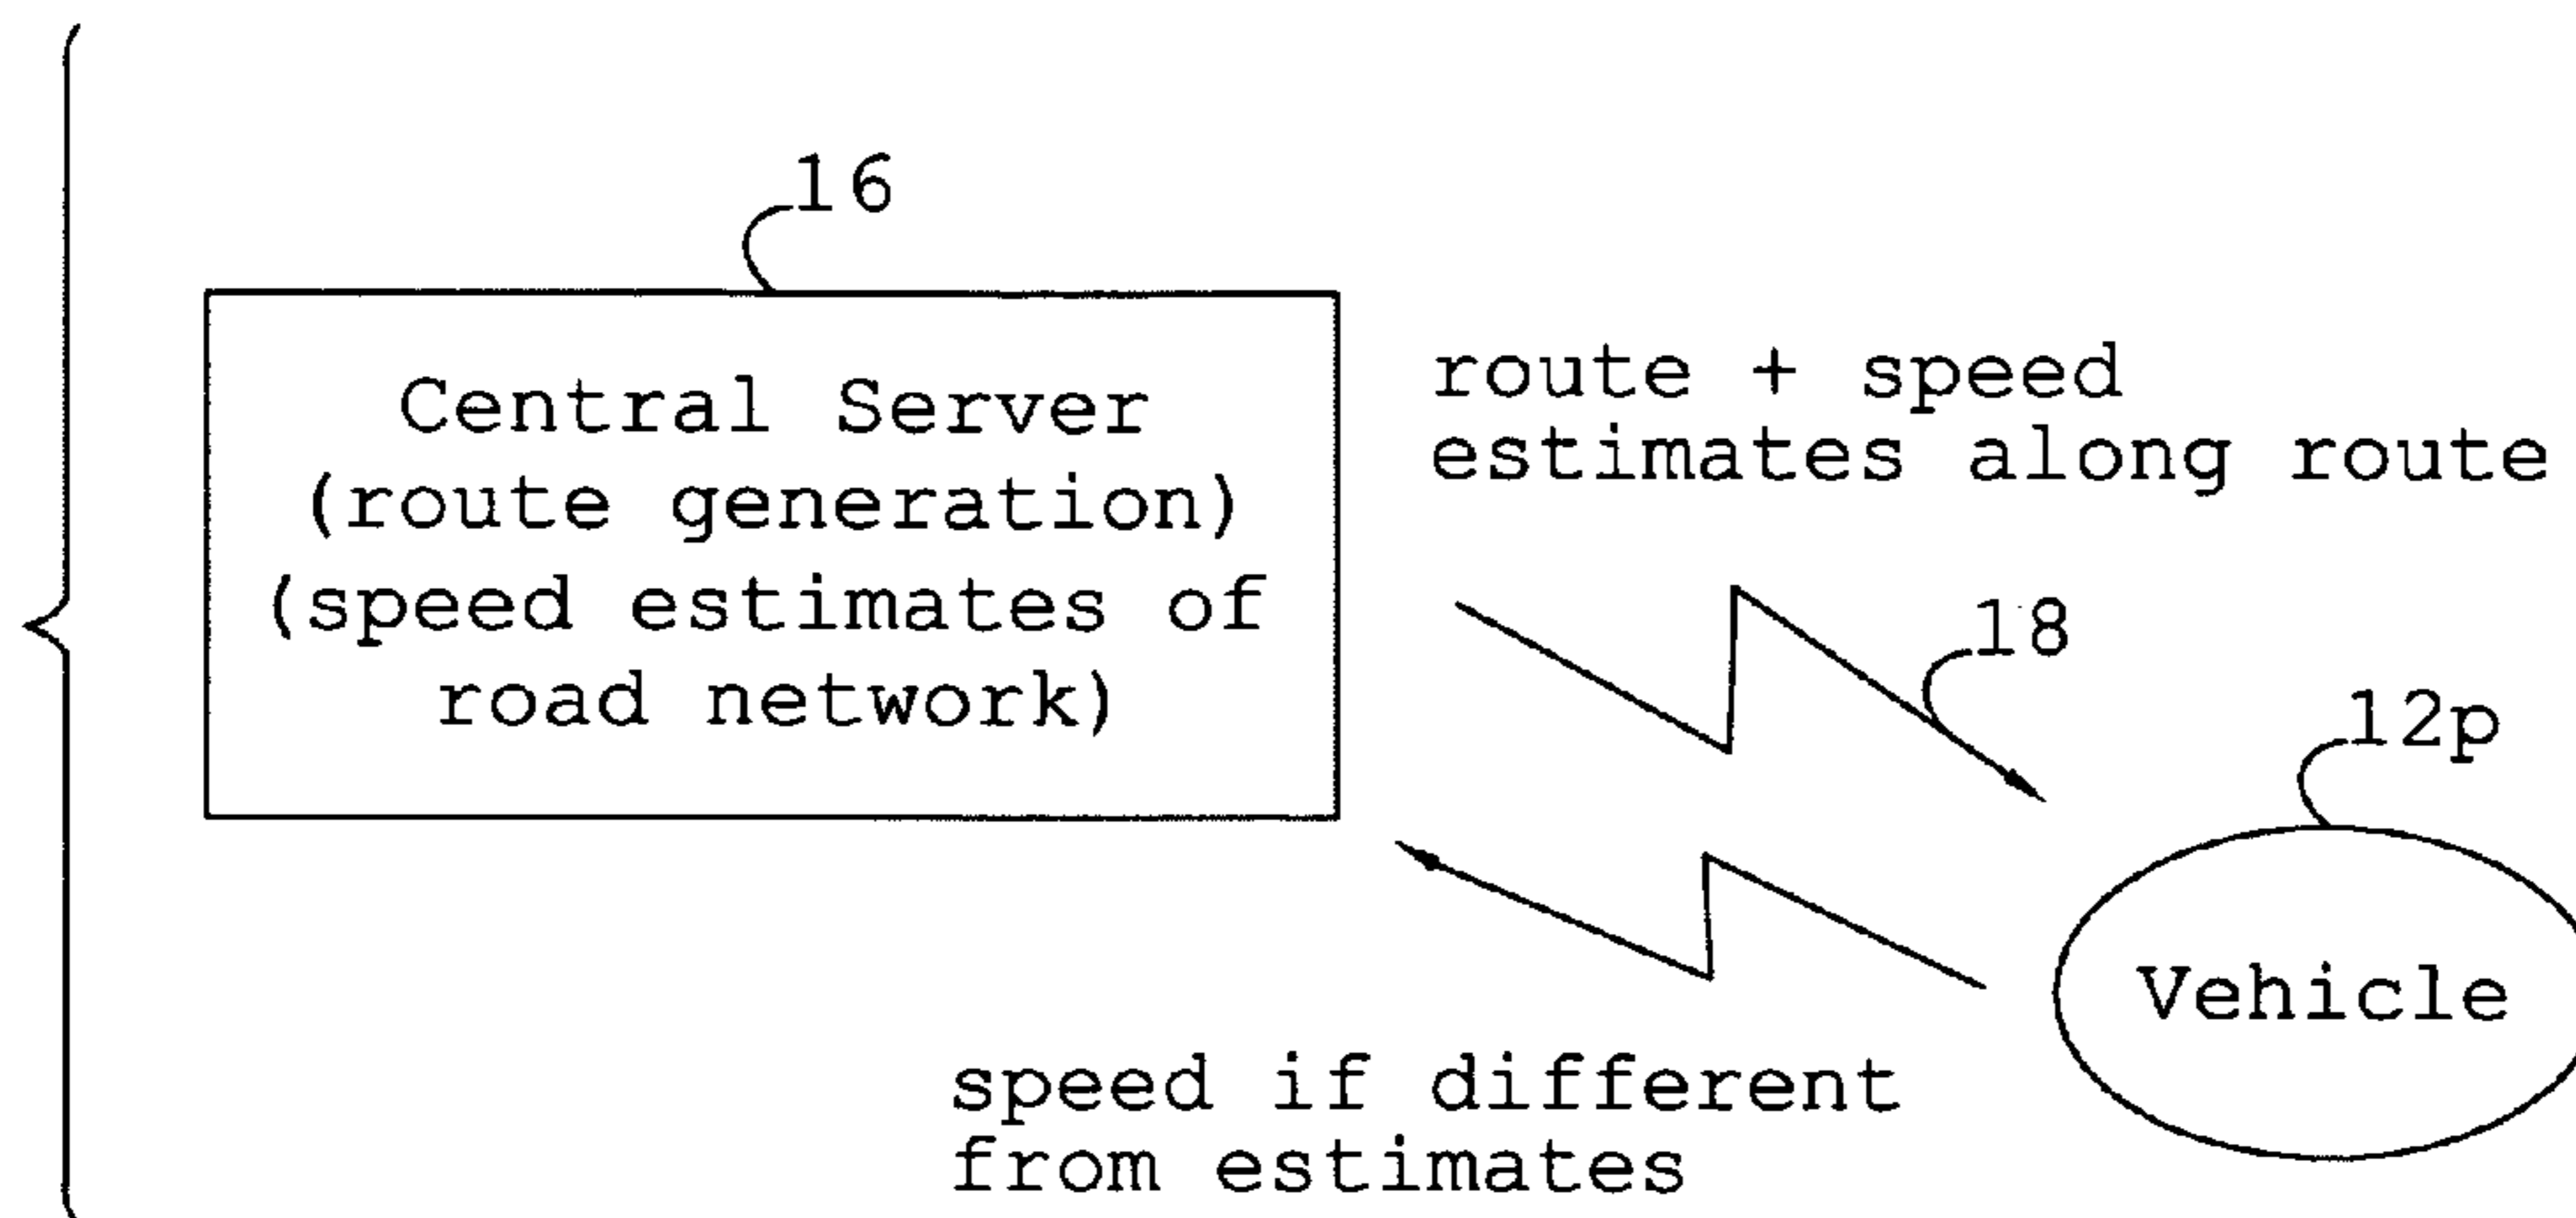 16
Central Server
(route generation)
(speed estimates of
road network)
route + speed
estimates along route
18
12p
Vehicle
speed if different
from estimates